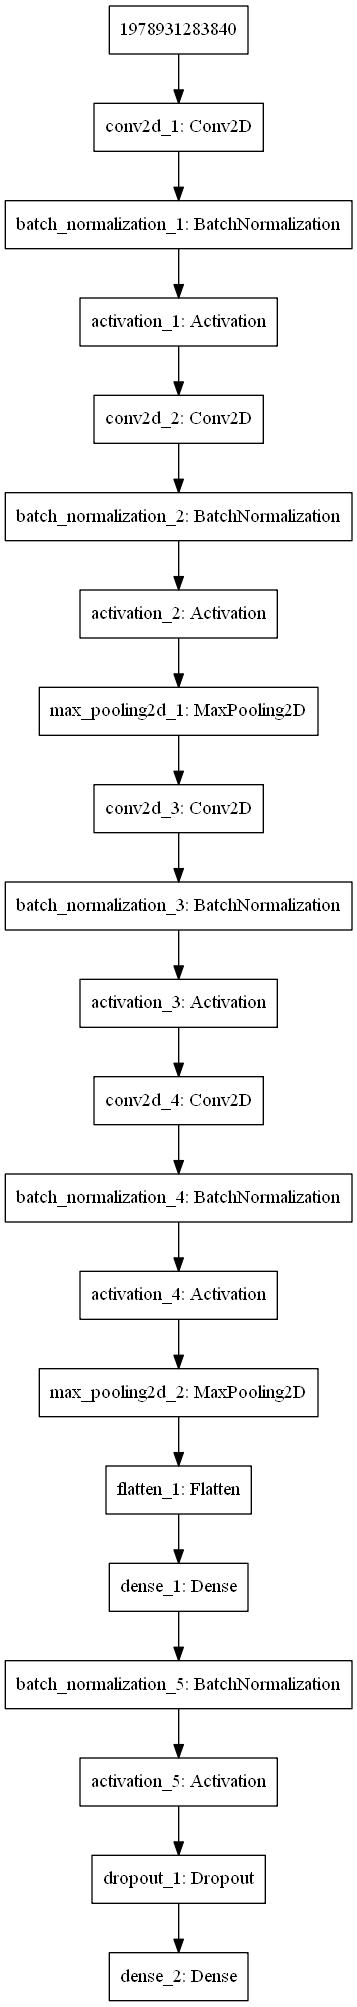 1978931283840
conv2d_1: Conv2D
batch_normalization_1: BatchNormalization
activation_1: Activation
conv2d_2: Conv2D
batch_normalization_2: BatchNormalization
activation_2: Activation
max_pooling2d_1: MaxPooling2D
conv2d_3: Conv2D
batch_normalization_3: BatchNormalization
activation_3: Activation
conv2d_4: Conv2D
batch_normalization_4: BatchNormalization
activation_4: Activation
max_pooling2d_2: MaxPooling2D
flatten_1: Flatten
dense_1: Dense
batch_normalization_5: BatchNormalization
activation_5: Activation
dropout_1: Dropout
dense_2: Dense